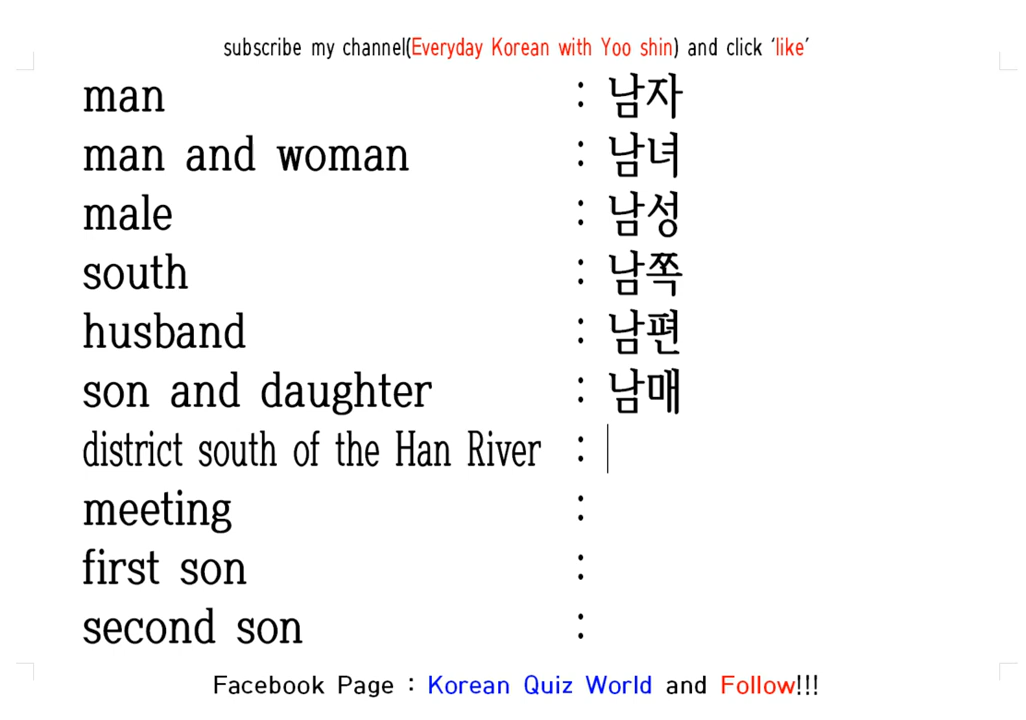 subscribe my channel(Everyday Korean with Yoo shin) and click ‘like’
man : 남자
man and woman : 남녀
male : 남성
south : 남쪽
husband : 남편
son and daughter : 남매
district south of the Han River :
meeting :
first son :
second son :
Facebook Page : Korean Quiz World and Follow!!!